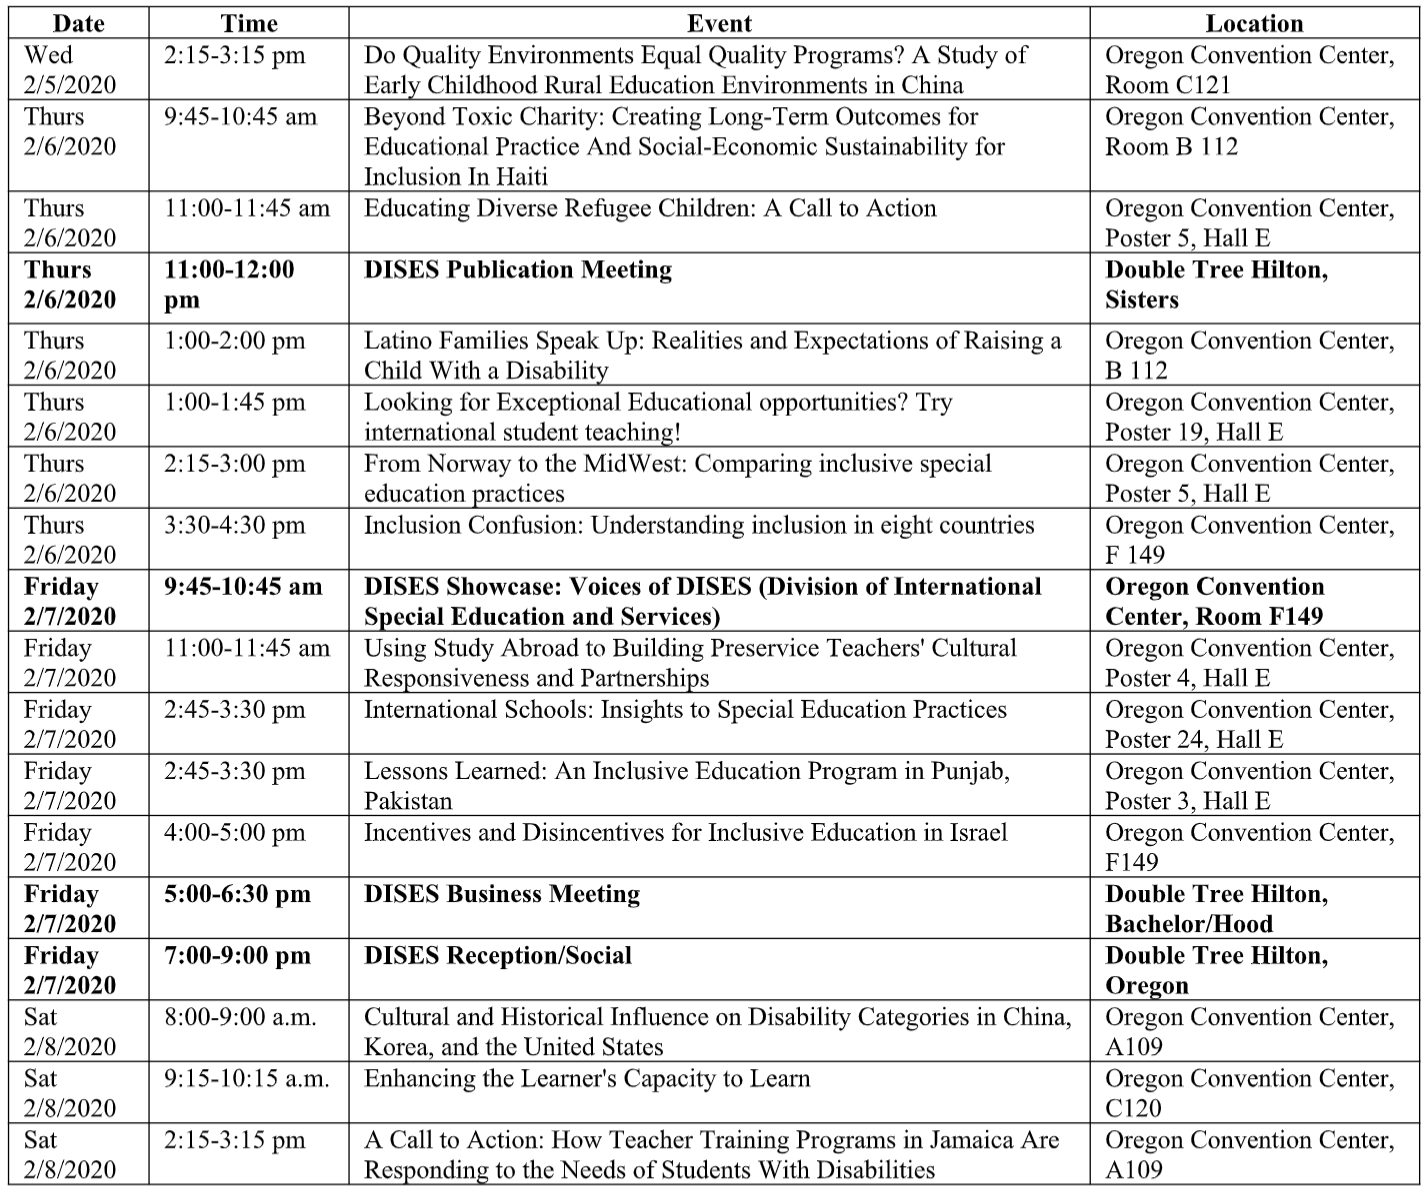 Date Time Event Location
Wed 2:15-3:15 pm Do Quality Environments Equal Quality Programs? A Study of Oregon Convention Center,
2/5/2020 Early Childhood Rural Education Environments in China Room C121
Thurs 9:45-10:45 am Beyond Toxic Charity: Creating Long-Term Outcomes for Oregon Convention Center,
2/6/2020 Educational Practice And Social-Economic Sustainability for Room B 112
Inclusion In Haiti
Thurs 11:00-11:45 am Educating Diverse Refugee Children: A Call to Action Oregon Convention Center,
2/6/2020 Poster 5, Hall E
Thurs 11:00-12:00 DISES Publication Meeting Double Tree Hilton,
2/6/2020 pm Sisters
Thurs 1:00-2:00 pm Latino Families Speak Up: Realities and Expectations of Raising a Oregon Convention Center,
2/6/2020 Child With a Disability B 112
Thurs 1:00-1:45 pm Looking for Exceptional Educational opportunities? Try Oregon Convention Center,
2/6/2020 international student teaching! Poster 19, Hall E
Thurs 2:15-3:00 pm From Norway to the MidWest: Comparing inclusive special Oregon Convention Center,
2/6/2020 education practices Poster 5, Hall E
Thurs 3:30-4:30 pm Inclusion Confusion: Understanding inclusion in eight countries Oregon Convention Center,
2/6/2020 F 149
Friday 9:45-10:45 am DISES Showcase: Voices of DISES (Division of International Oregon Convention
2/7/2020 Special Education and Services) Center, Room F149
Friday 11:00-11:45 am Using Study Abroad to Building Preservice Teachers' Cultural Oregon Convention Center,
2/7/2020 Responsiveness and Partnerships Poster 4, Hall E
Friday 2:45-3:30 pm International Schools: Insights to Special Education Practices Oregon Convention Center,
2/7/2020 Poster 24, Hall E
Friday 2:45-3:30 pm Lessons Learned: An Inclusive Education Program in Punjab, Oregon Convention Center,
2/7/2020 Pakistan Poster 3, Hall E
Friday 4:00-5:00 pm Incentives and Disincentives for Inclusive Education in Israel Oregon Convention Center,
2/7/2020 F149
Friday 5:00-6:30 pm DISES Business Meeting Double Tree Hilton,
2/7/2020 Bachelor/Hood
Friday 7:00-9:00 pm DISES Reception/Social Double Tree Hilton,
2/7/2020 Oregon
Sat 8:00-9:00 a.m. Cultural and Historical Influence on Disability Categories in China, Oregon Convention Center,
2/8/2020 Korea, and the United States A109
Sat 9:15-10:15 a.m. Enhancing the Learner's Capacity to Learn Oregon Convention Center,
2/8/2020 C120
Sat 2:15-3:15 pm A Call to Action: How Teacher Training Programs in Jamaica Are Oregon Convention Center,
2/8/2020 Responding to the Needs of Students With Disabilities A109